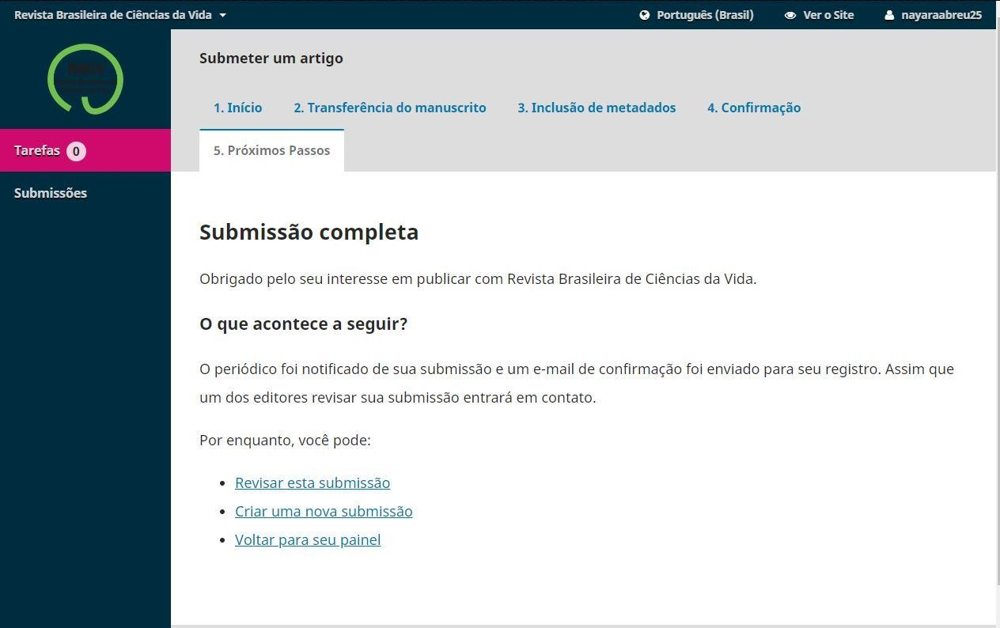 Revista Brasileira de Ciências da Vida
Português (Brasil)
Ver o Site
nayaraabreu25
Tarefas 0
Submissões
Submeter um artigo
1. Início
2. Transferência do manuscrito
3. Inclusão de metadados
4. Confirmação
5. Próximos Passos
Submissão completa
Obrigado pelo seu interesse em publicar com Revista Brasileira de Ciências da Vida.
O que acontece a seguir?
O periódico foi notificado de sua submissão e um e-mail de confirmação foi enviado para seu registro. Assim que
um dos editores revisar sua submissão entrará em contato.
Por enquanto, você pode:
Revisar esta submissão
Criar uma nova submissão
Voltar para seu painel